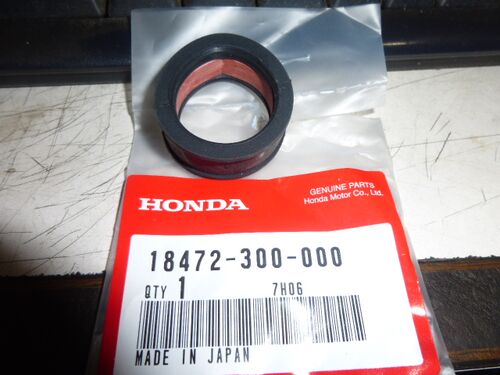 HONDA
GENUINE PARTS
Honda Motor Co., Ltd.
18472-300-000
QTY 1 7H06
MADE IN JAPAN